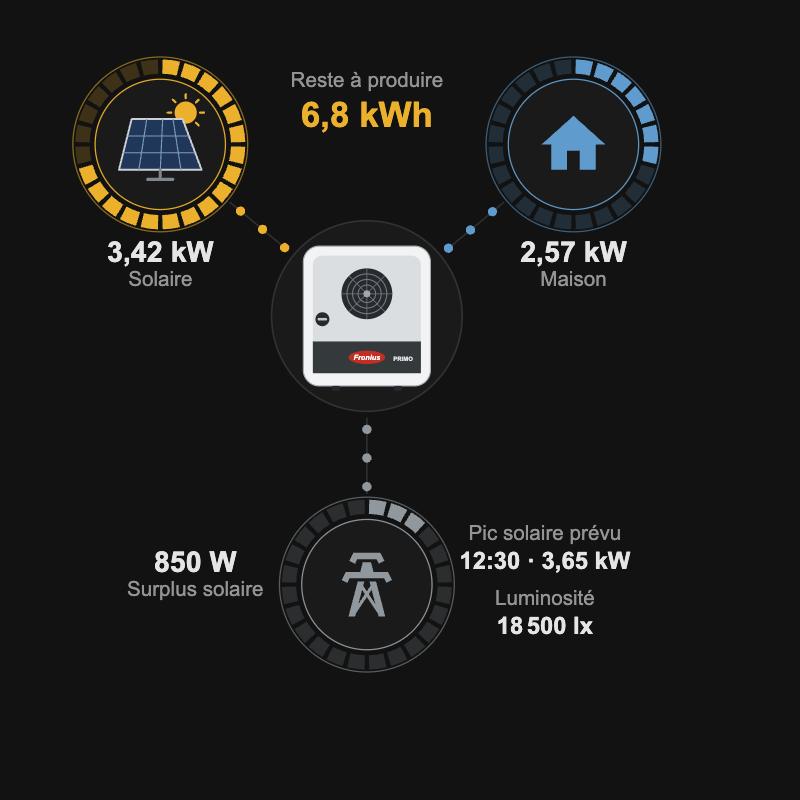 Reste à produire
6,8 kWh
3,42 kW
Solaire
2,57 kW
Maison
Fronius
PRIMO
850 W
Surplus solaire
Pic solaire prévu
12:30 · 3,65 kW
Luminosité
18 500 lx